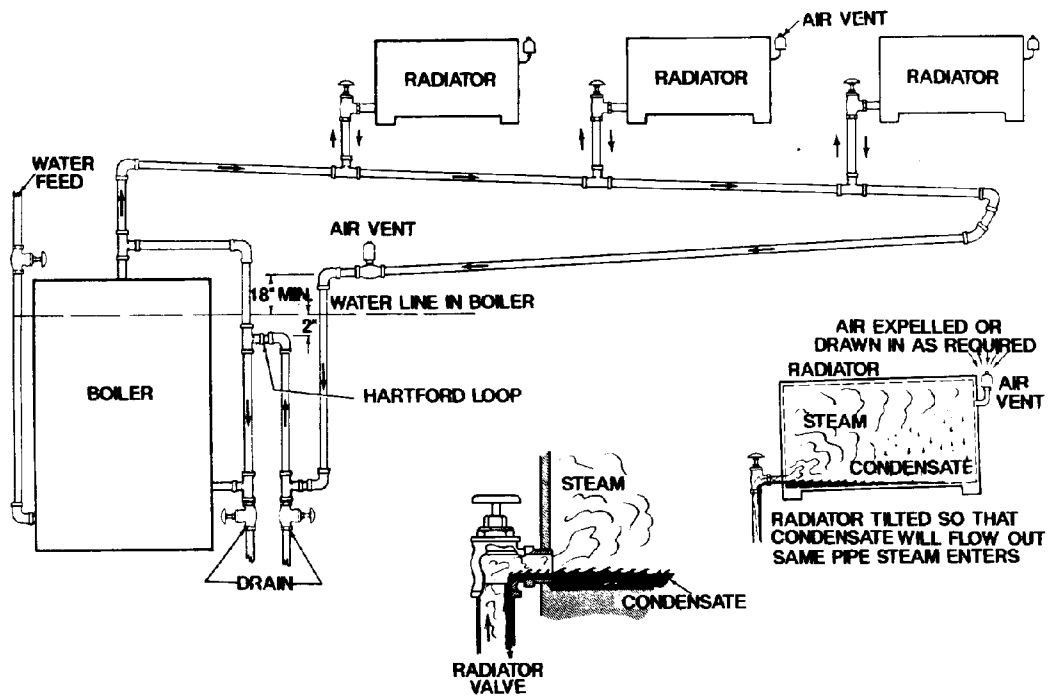 AIR VENT
RADIATOR
RADIATOR
RADIATOR
WATER
FEED
AIR VENT
18" MIN.
WATER LINE IN BOILER
2"
BOILER
HARTFORD LOOP
DRAIN
AIR EXPELLED OR
DRAWN IN AS REQUIRED
RADIATOR
AIR
VENT
STEAM
CONDENSATE
RADIATOR TILTED SO THAT
CONDENSATE WILL FLOW OUT
SAME PIPE STEAM ENTERS
STEAM
CONDENSATE
RADIATOR
VALVE